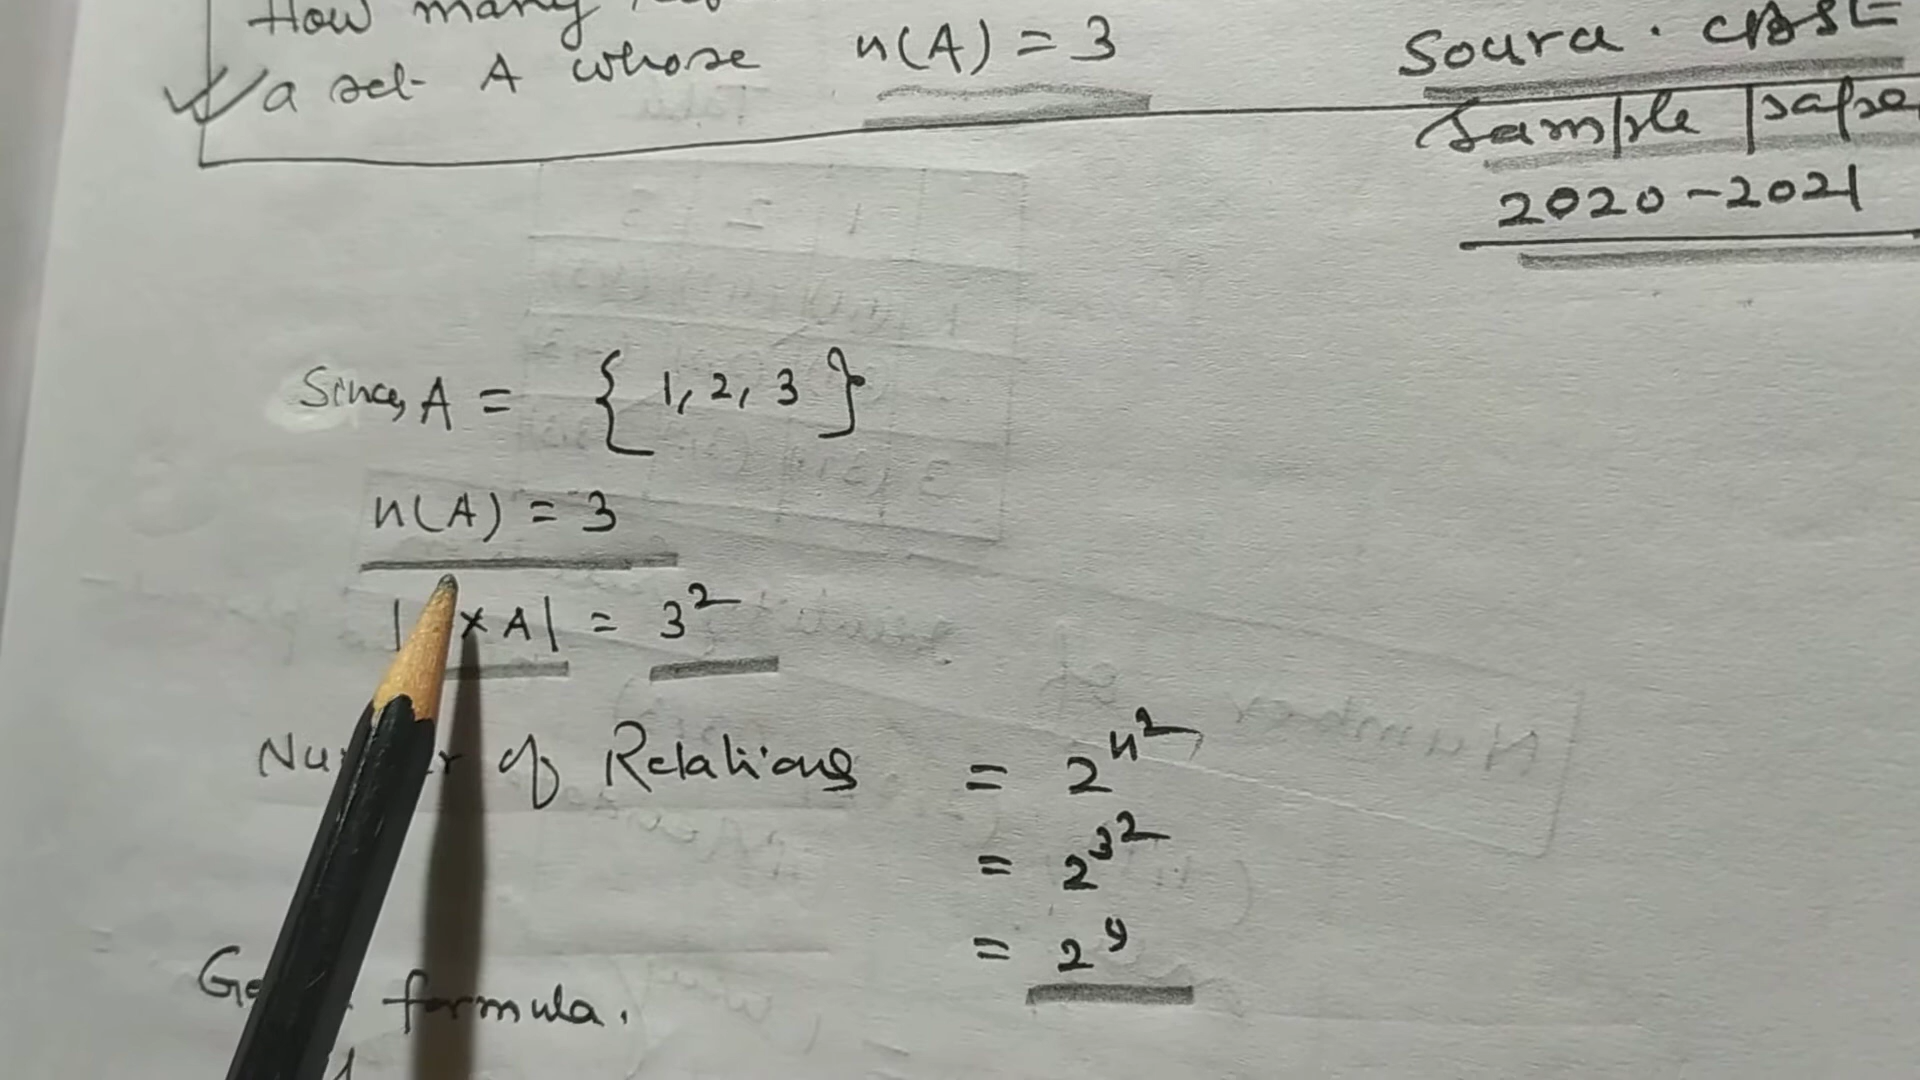 How many
a set A whose n(A) = 3
Source. CBSE
Sample
2020-2021
Since, A = { 1, 2, 3 }
n(A) = 3
× A| = 3²
of Relations = 2^n²
= 2^3²
= 2^9
formula.